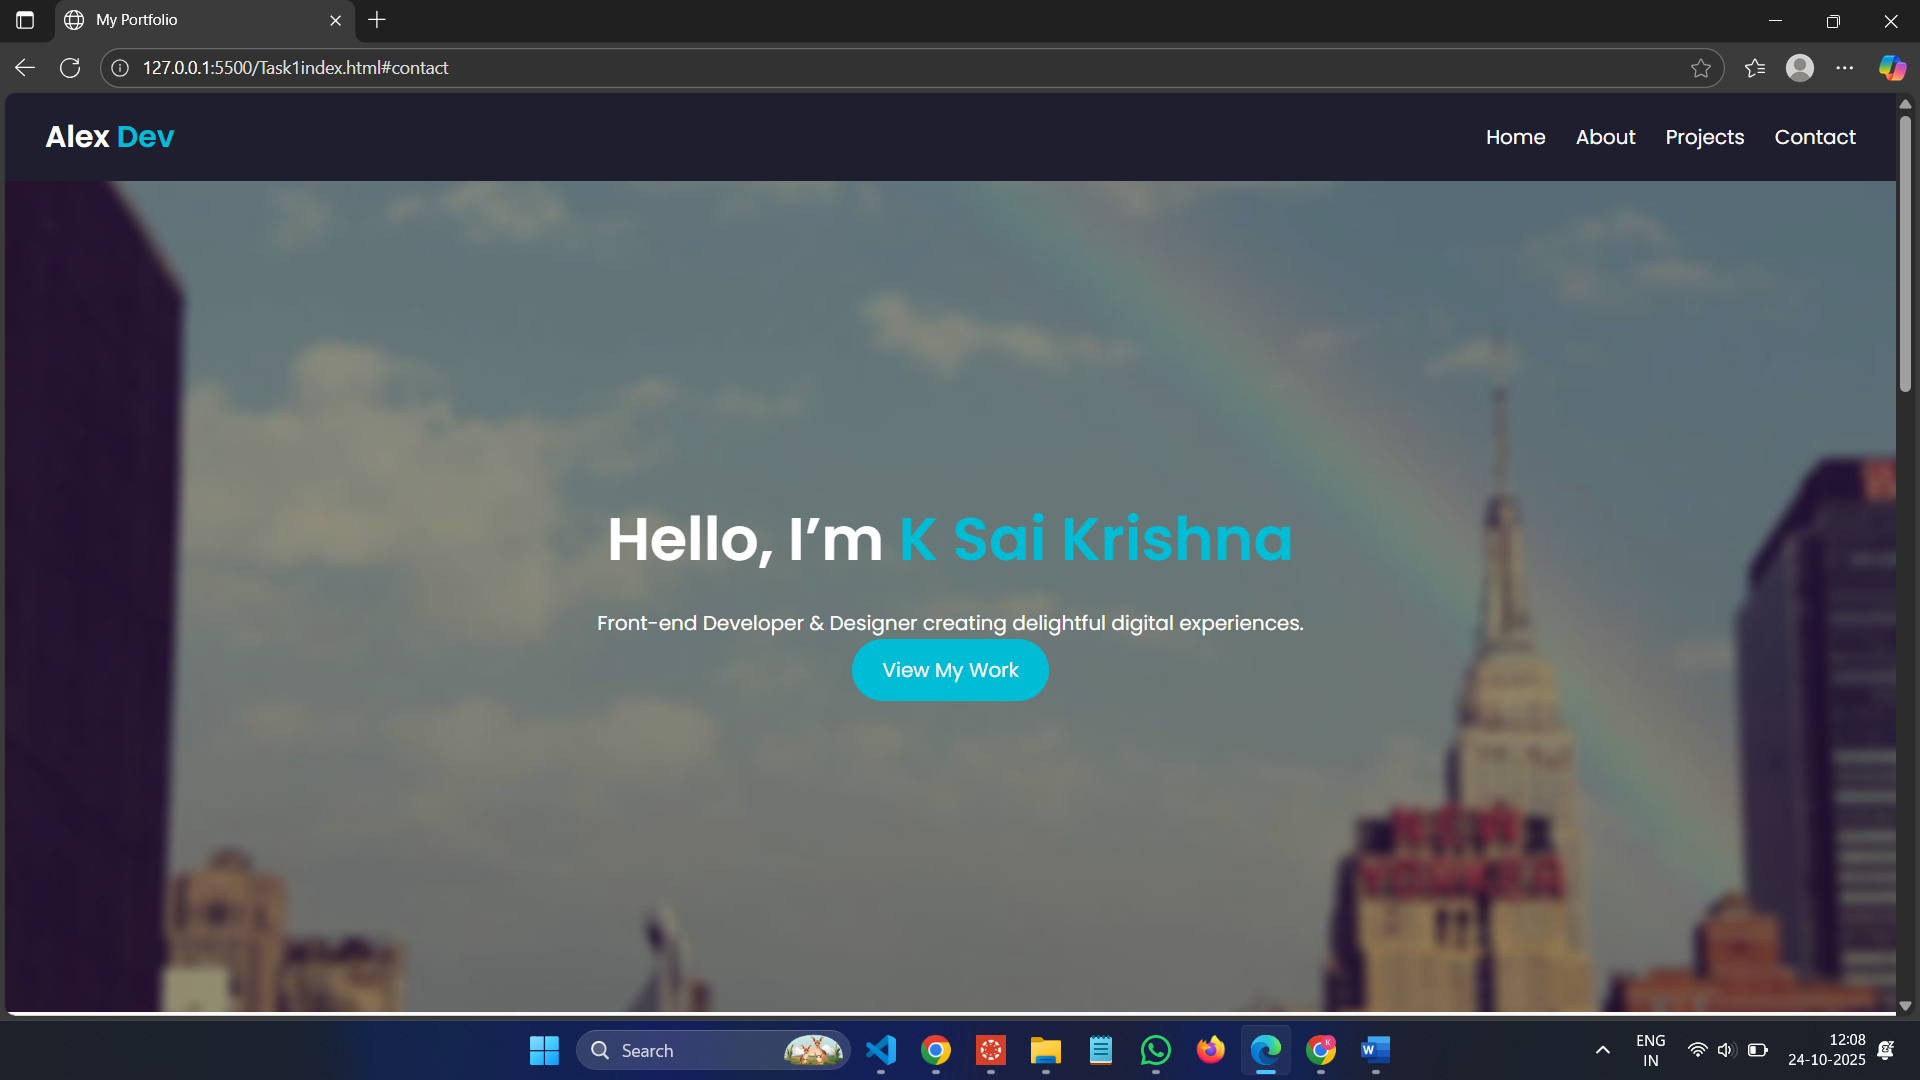 My Portfolio
127.0.0.1:5500/Task1index.html#contact
Alex Dev
Home About Projects Contact
Hello, I’m K Sai Krishna
Front-end Developer & Designer creating delightful digital experiences.
View My Work
NEW
YORKER
Search
K
W
ENG
IN
12:08
24-10-2025